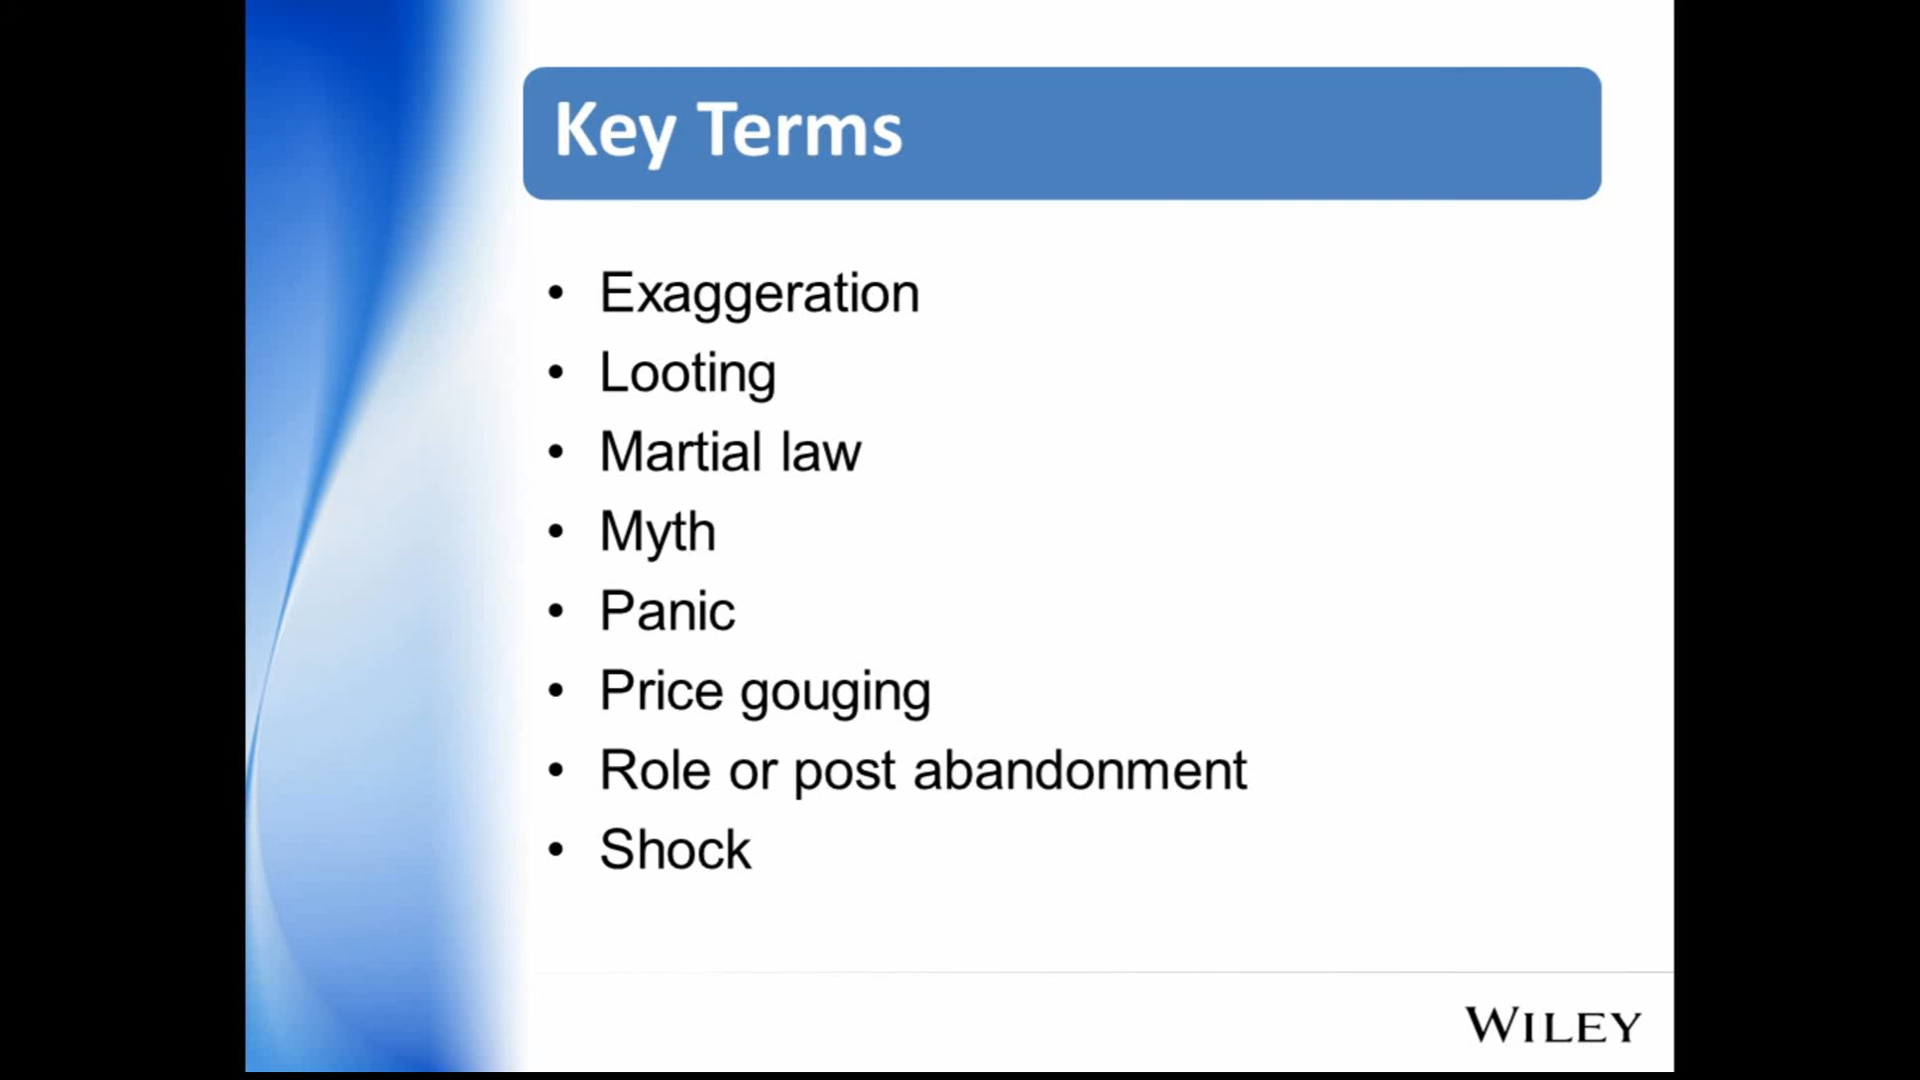 Key Terms
• Exaggeration
• Looting
• Martial law
• Myth
• Panic
• Price gouging
• Role or post abandonment
• Shock
WILEY